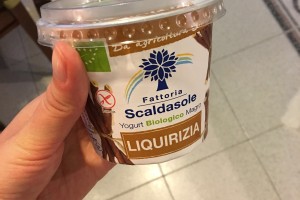 Da agricoltura
Fattoria
Scaldasole
Yogurt Biologico Magro
LIQUIRIZIA